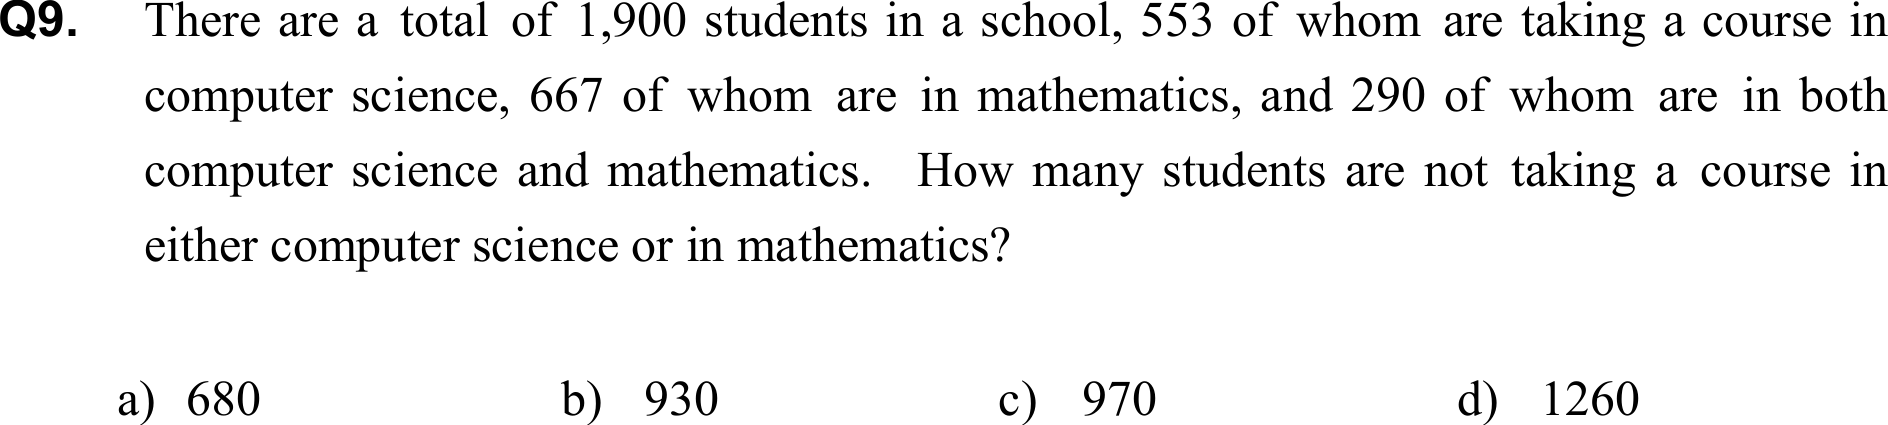 Q9. There are a total of 1,900 students in a school, 553 of whom are taking a course in
computer science, 667 of whom are in mathematics, and 290 of whom are in both
computer science and mathematics. How many students are not taking a course in
either computer science or in mathematics?
a) 680 b) 930 c) 970 d) 1260